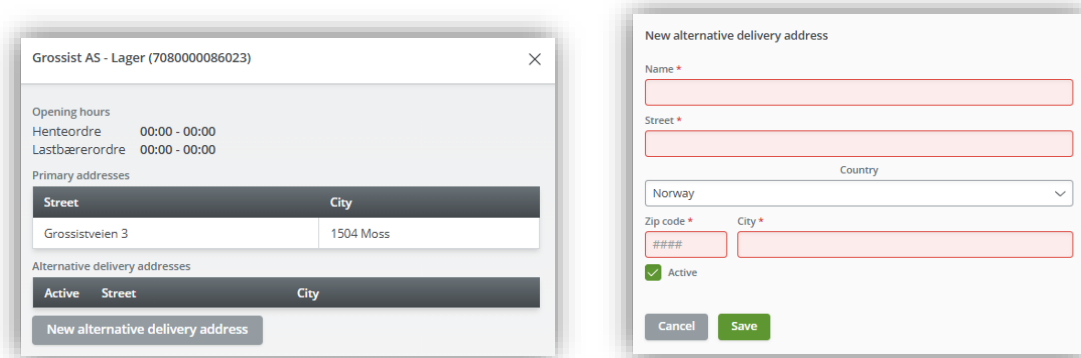 Grossist AS - Lager (7080000086023)
Opening hours
Henteordre 00:00 - 00:00
Lastbærerordre 00:00 - 00:00
Primary addresses
Street City
Grossistveien 3 1504 Moss
Alternative delivery addresses
Active Street City
New alternative delivery address
New alternative delivery address
Name *
Street *
Country
Norway
Zip code * City *
####
Active
Cancel Save